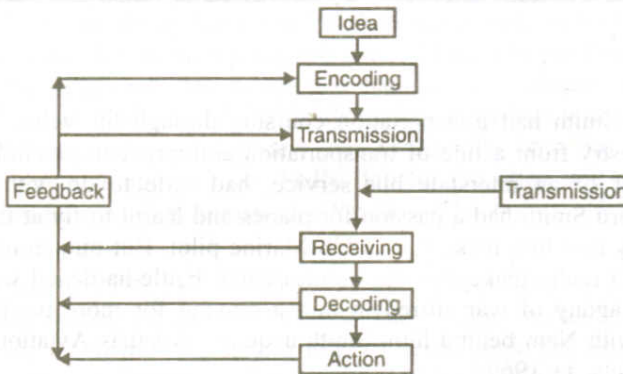 Idea
Encoding
Transmission
Feedback
Transmission
Receiving
Decoding
Action